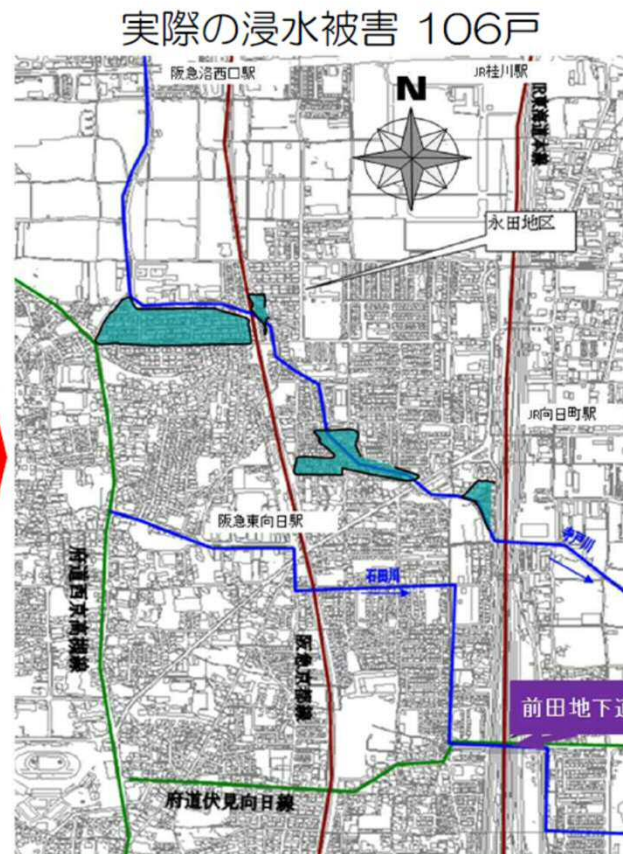 実際の浸水被害 106戸
阪急洛西口駅
JR桂川駅
N
JR東海道本線
永田地区
JR向日町駅
阪急東向日駅
寺戸川
石田川
府道西京高槻線
阪急京都線
前田地下道
府道伏見向日線